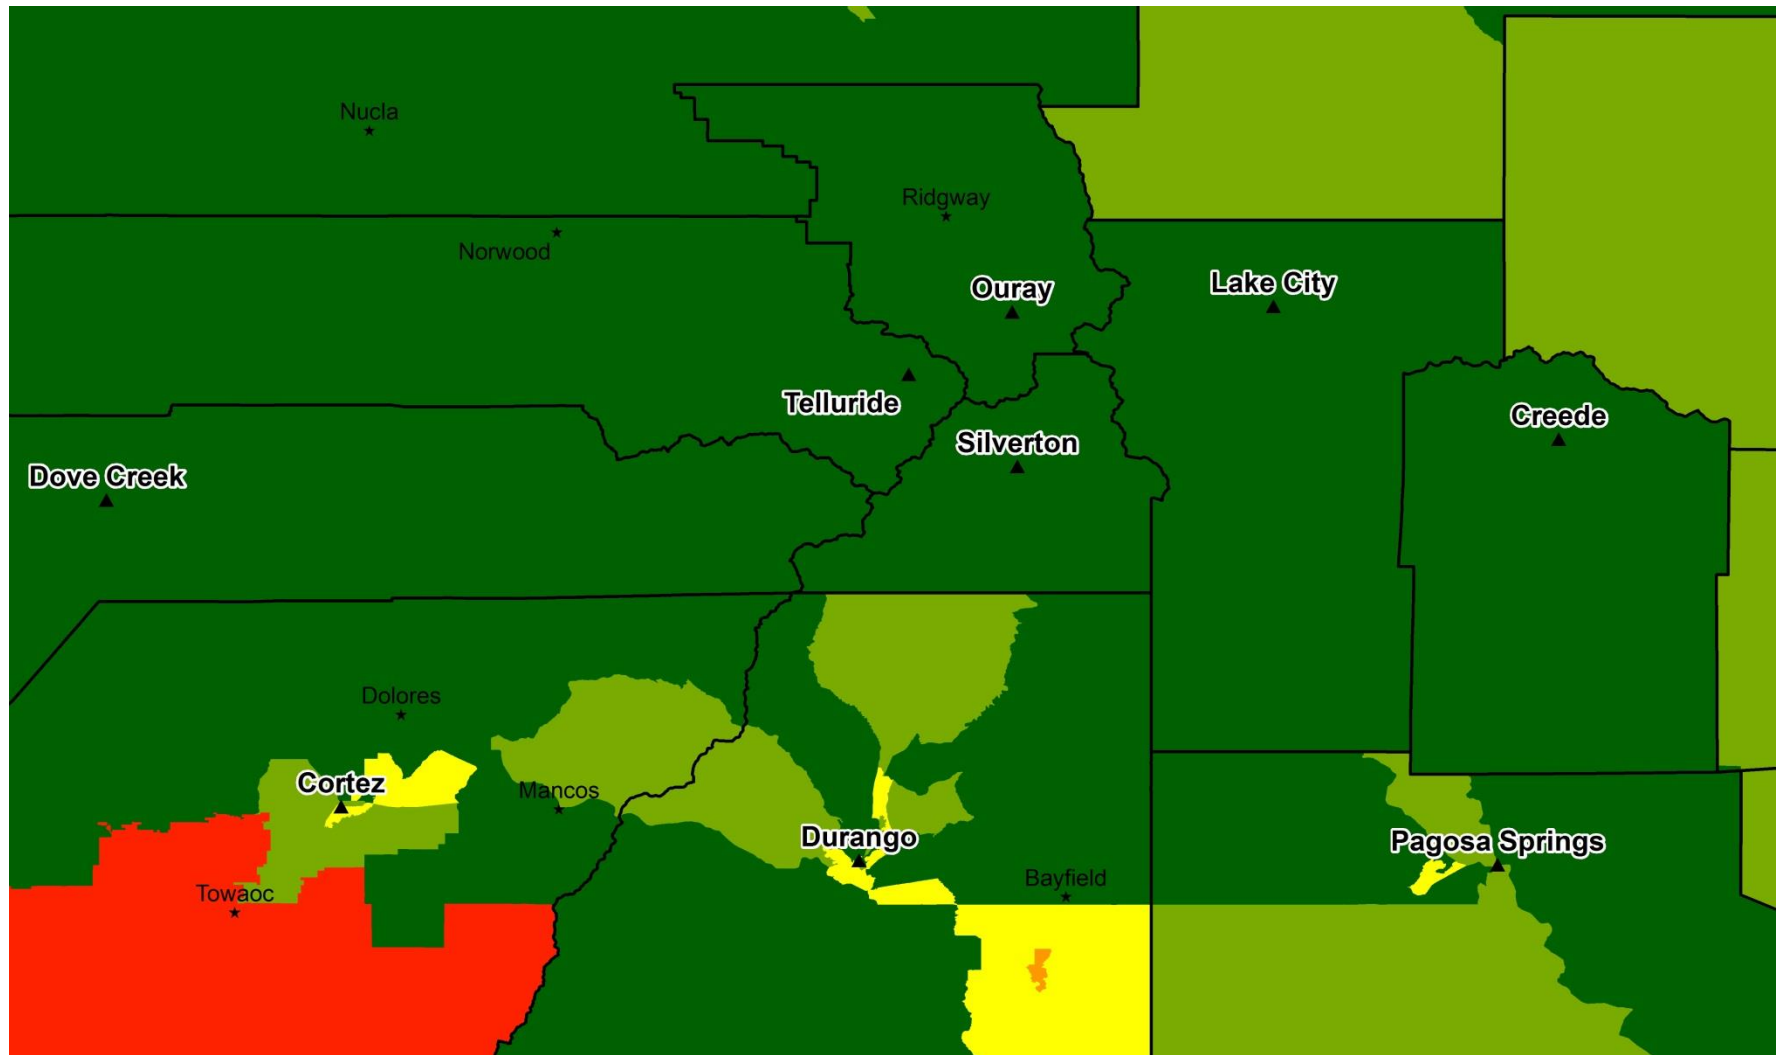 Nucla
Ridgway
Norwood
Ouray
Lake City
Telluride
Creede
Silverton
Dove Creek
Dolores
Cortez
Mancos
Durango
Pagosa Springs
Bayfield
Towaoc